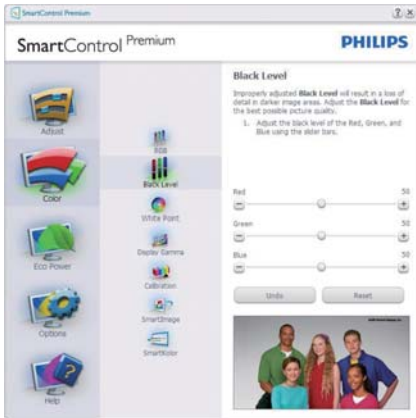 SmartControl Premium
SmartControl Premium
PHILIPS
Adjust
Color
Eco Power
Options
Help
RGB
Black Level
White Point
Display Gamma
Calibration
SmartImage
SmartKolor
Black Level
Improperly adjusted Black Level will result in a loss of
detail in darker image areas. Adjust the Black Level for
the best possible picture quality.
1. Adjust the black level of the Red, Green, and
Blue using the slider bars.
Red 50
Green 50
Blue 50
Undo Reset